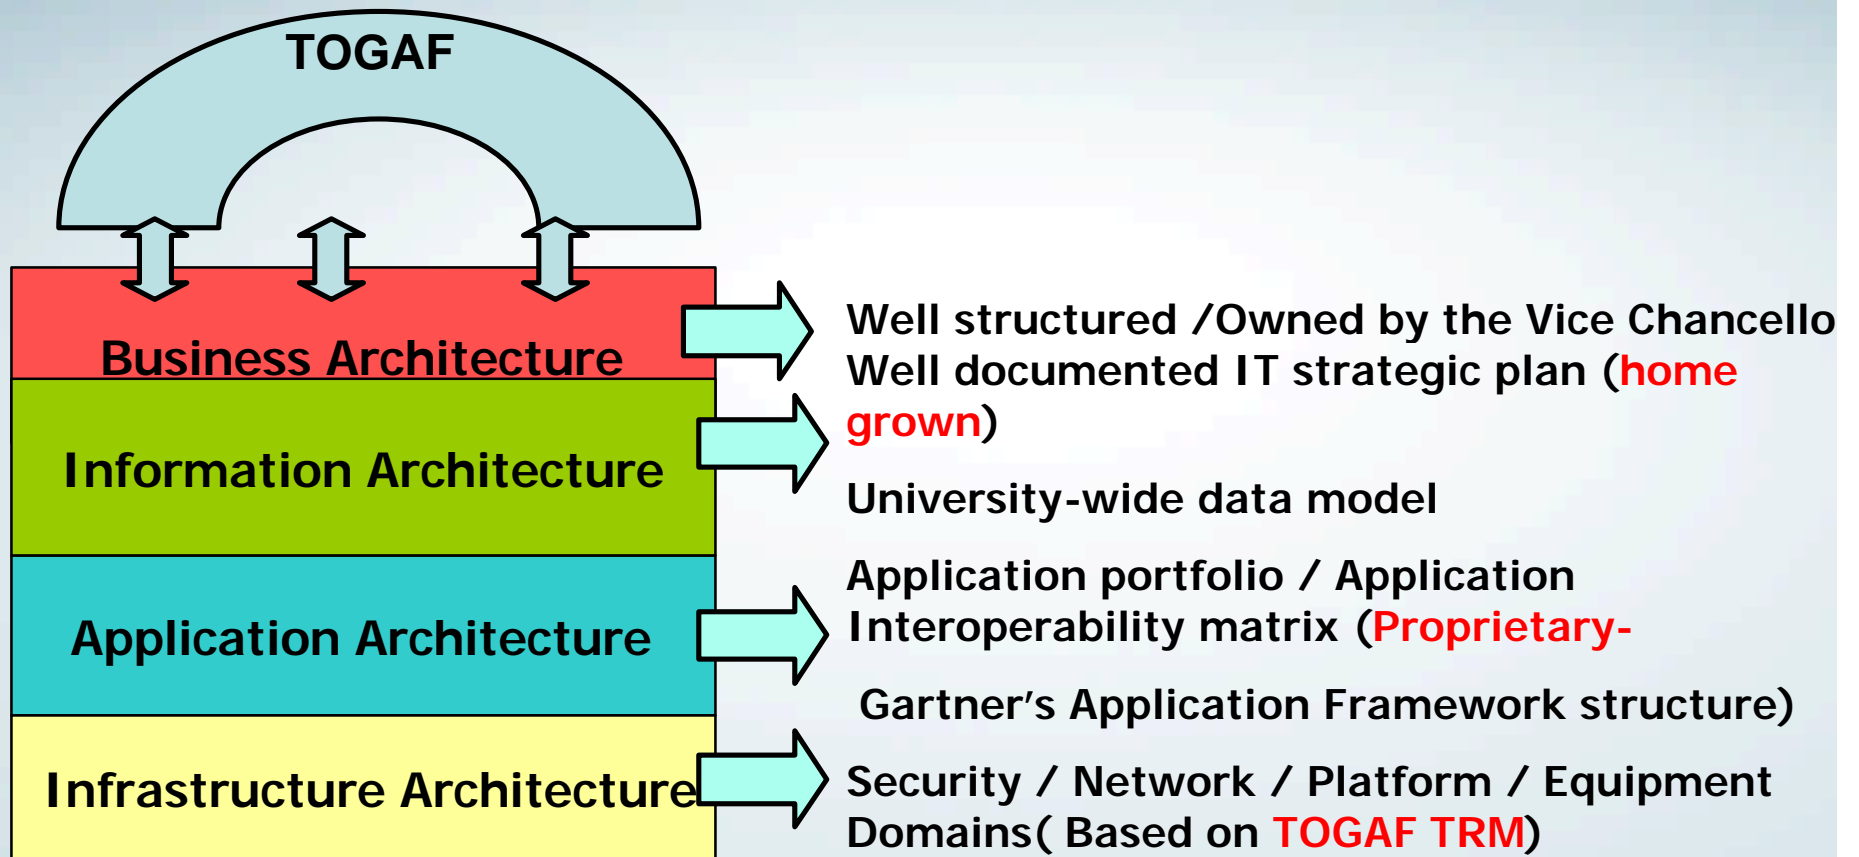 TOGAF
Business Architecture
Information Architecture
Application Architecture
Infrastructure Architecture
Well structured /Owned by the Vice Chancello
Well documented IT strategic plan (home
grown)
University-wide data model
Application portfolio / Application
Interoperability matrix (Proprietary-
Gartner's Application Framework structure)
Security / Network / Platform / Equipment
Domains( Based on TOGAF TRM)